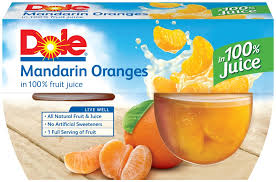 Dole
Mandarin Oranges
in 100% fruit juice
LIVE WELL
• All Natural Fruit & Juice
• No Artificial Sweeteners
• 1 Full Serving of Fruit
in 100%
Juice